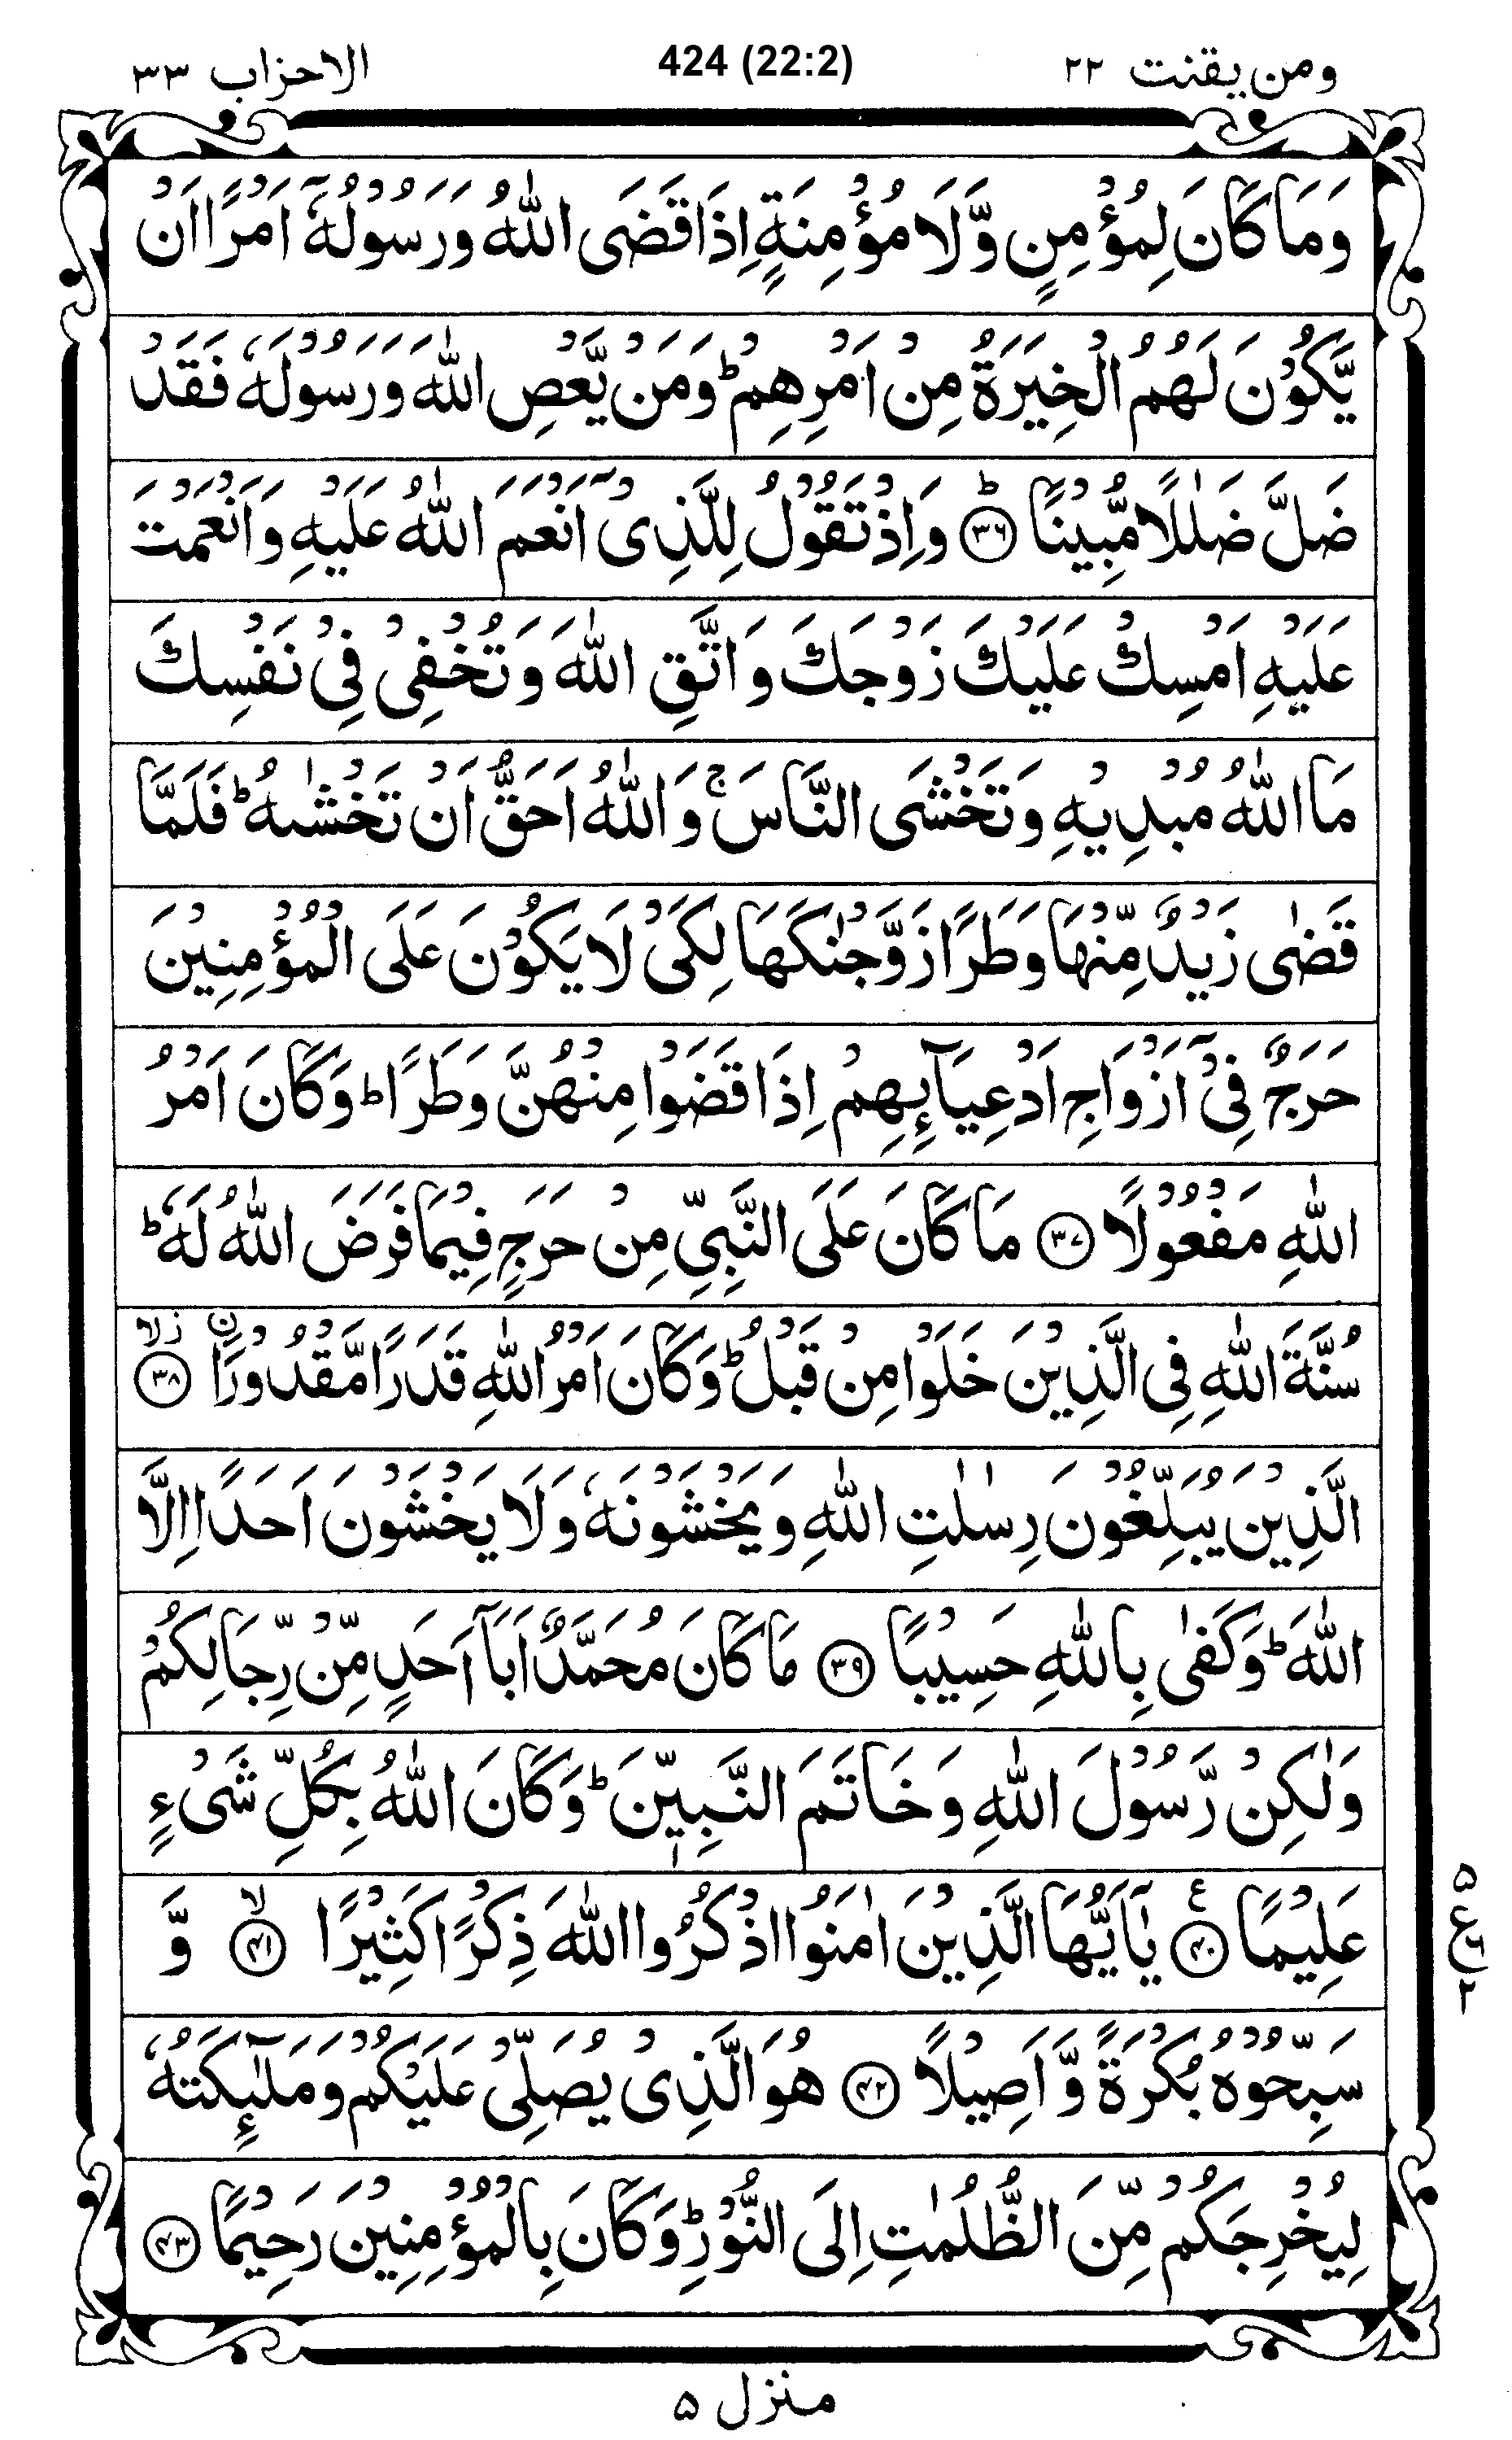 ومن يقنت ٢٢ 424 (22:2) الاحزاب ٣٣
وَمَا كَانَ لِمُؤْمِنٍ وَّلَا مُؤْمِنَةٍ اِذَا قَضَى اللّٰهُ وَرَسُوْلُهٗۤ اَمْرًا اَنْ
يَّكُوْنَ لَهُمُ الْخِيَرَةُ مِنْ اَمْرِهِمْ ؕ وَمَنْ يَّعْصِ اللّٰهَ وَرَسُوْلَهٗ فَقَدْ
ضَلَّ ضَلٰلًا مُّبِيْنًا ؕ ﴿٣٦﴾ وَاِذْ تَقُوْلُ لِلَّذِىْۤ اَنْعَمَ اللّٰهُ عَلَيْهِ وَاَنْعَمْتَ
عَلَيْهِ اَمْسِكْ عَلَيْكَ زَوْجَكَ وَاتَّقِ اللّٰهَ وَتُخْفِىْ فِىْ نَفْسِكَ
مَا اللّٰهُ مُبْدِيْهِ وَتَخْشَى النَّاسَ ۚ وَاللّٰهُ اَحَقُّ اَنْ تَخْشٰىهُ ؕ فَلَمَّا
قَضٰى زَيْدٌ مِّنْهَا وَطَرًا زَوَّجْنٰكَهَا لِكَىْ لَا يَكُوْنَ عَلَى الْمُؤْمِنِيْنَ
حَرَجٌ فِىْۤ اَزْوَاجِ اَدْعِيَآئِهِمْ اِذَا قَضَوْا مِنْهُنَّ وَطَرًا ؕ وَكَانَ اَمْرُ
اللّٰهِ مَفْعُوْلًا ﴿٣٧﴾ مَا كَانَ عَلَى النَّبِىِّ مِنْ حَرَجٍ فِيْمَا فَرَضَ اللّٰهُ لَهٗ ؕ
سُنَّةَ اللّٰهِ فِى الَّذِيْنَ خَلَوْا مِنْ قَبْلُ ؕ وَكَانَ اَمْرُ اللّٰهِ قَدَرًا مَّقْدُوْرَا ۨ ز لا ﴿٣٨﴾
الَّذِيْنَ يُبَلِّغُوْنَ رِسٰلٰتِ اللّٰهِ وَيَخْشَوْنَهٗ وَلَا يَخْشَوْنَ اَحَدًا اِلَّا
اللّٰهَ ؕ وَكَفٰى بِاللّٰهِ حَسِيْبًا ﴿٣٩﴾ مَا كَانَ مُحَمَّدٌ اَبَآ اَحَدٍ مِّنْ رِّجَالِكُمْ
وَلٰكِنْ رَّسُوْلَ اللّٰهِ وَخَاتَمَ النَّبِيّٖنَ ؕ وَكَانَ اللّٰهُ بِكُلِّ شَىْءٍ
عَلِيْمًا ع ﴿٤٠﴾ يٰۤاَيُّهَا الَّذِيْنَ اٰمَنُوا اذْكُرُوا اللّٰهَ ذِكْرًا كَثِيْرًا لا ﴿٤١﴾ وَّ
سَبِّحُوْهُ بُكْرَةً وَّاَصِيْلًا ﴿٤٢﴾ هُوَ الَّذِىْ يُصَلِّىْ عَلَيْكُمْ وَمَلٰٓئِكَتُهٗ
لِيُخْرِجَكُمْ مِّنَ الظُّلُمٰتِ اِلَى النُّوْرِ ؕ وَكَانَ بِالْمُؤْمِنِيْنَ رَحِيْمًا ﴿٤٣﴾
٥
ع ٦
٢
منزل ٥